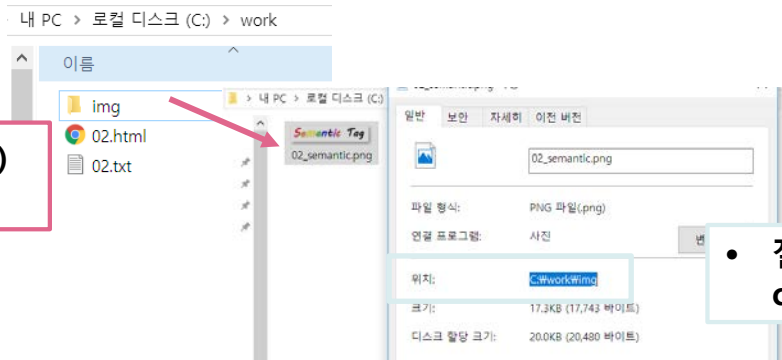 내 PC > 로컬 디스크 (C:) > work
이름
img
02.html
02.txt
)
> 내 PC > 로컬 디스크 (C:)
Semantic Tag
02_semantic.png
일반 보안 자세히 이전 버전
02_semantic.png
파일 형식: PNG 파일(.png)
연결 프로그램: 사진
위치: C:₩work₩img
크기: 17.3KB (17,743 바이트)
디스크 할당 크기: 20.0KB (20,480 바이트)